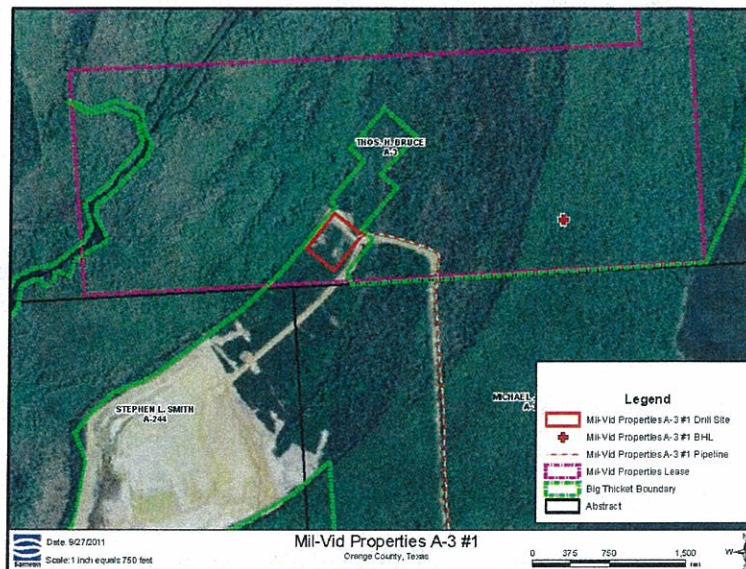 THOS. H. BRUCE
A-3
STEPHEN L. SMITH
A-244
MICHAEL
Legend
Mil-Vid Properties A-3 #1 Drill Site
Mil-Vid Properties A-3 #1 BHL
Mil-Vid Properties A-3 #1 Pipeline
Mil-Vid Properties Lease
Big Thicket Boundary
Abstract
Samson
Date: 9/27/2011
Scale: 1 inch equals 750 feet
Mil-Vid Properties A-3 #1
Orange County, Texas
0 375 750 1,500
Feet
N